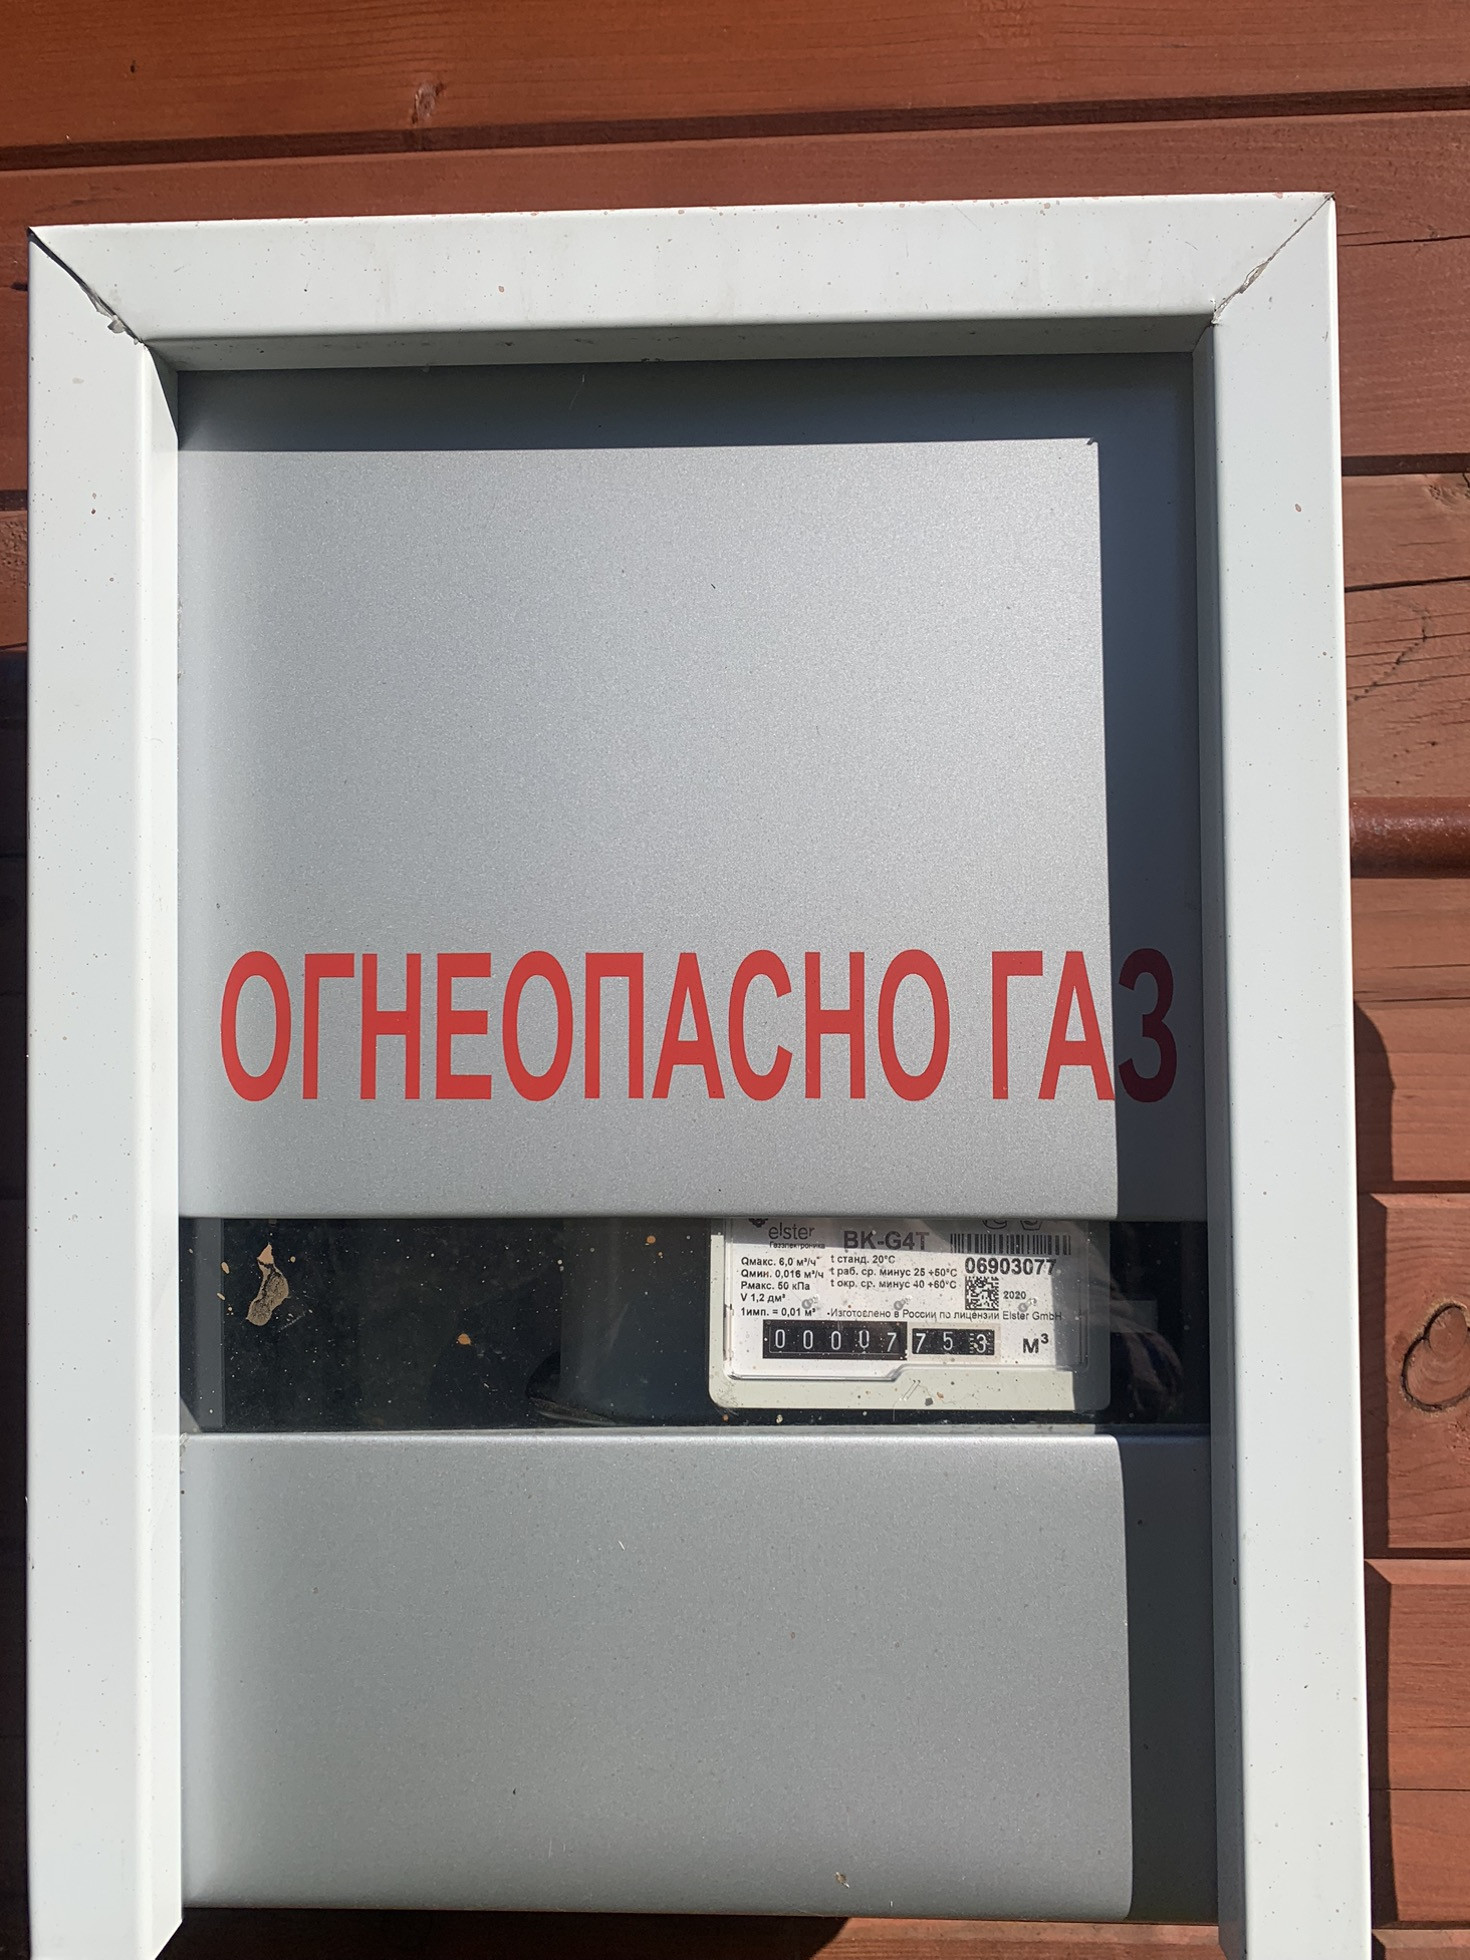 ОГНЕОПАСНО ГАЗ
elster
Газэлектроника
BK-G4T
Qмакс. 6,0 м³/ч
Qмин. 0,016 м³/ч
Pмакс. 50 кПа
V 1,2 дм³
1имп. = 0,01 м³
t станд. 20°C
t раб. ср. минус 25 +50°C
t окр. ср. минус 40 +60°C
06903077
2020
Изготовлено в России по лицензии Elster GmbH
00007753 м³